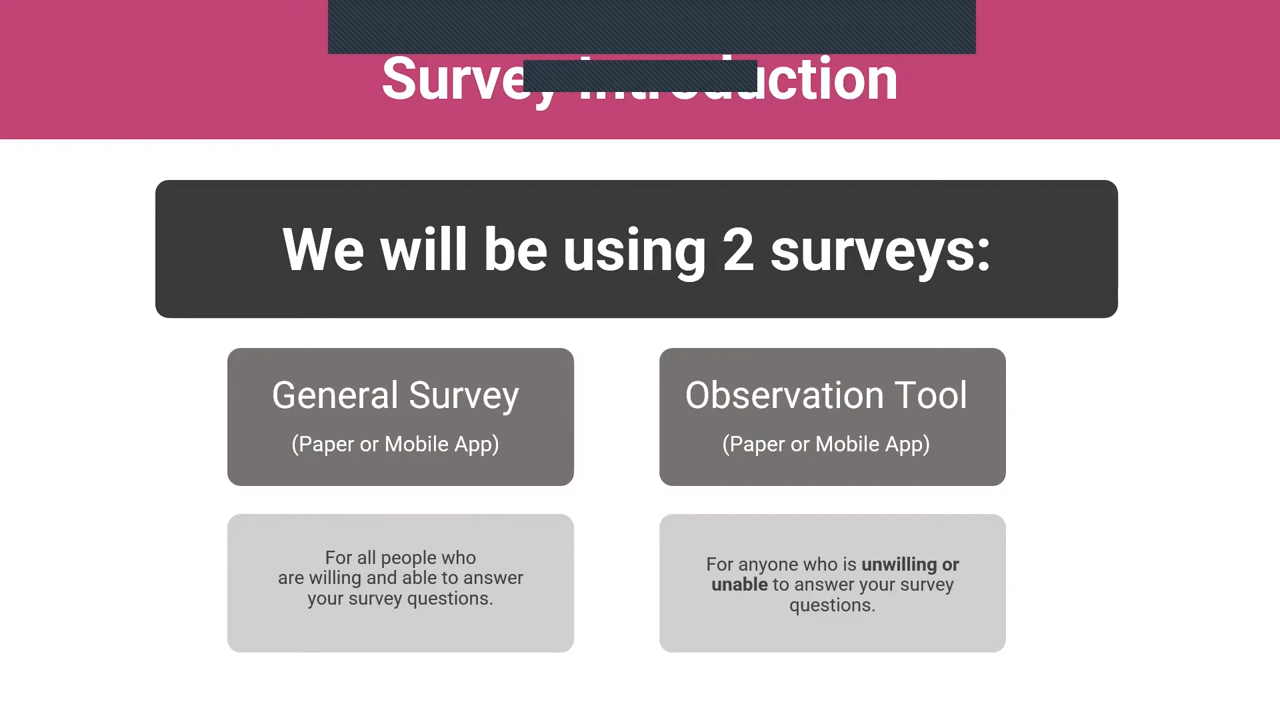 Survey Introduction
We will be using 2 surveys:
General Survey
(Paper or Mobile App)
Observation Tool
(Paper or Mobile App)
For all people who
are willing and able to answer
your survey questions.
For anyone who is unwilling or
unable to answer your survey
questions.